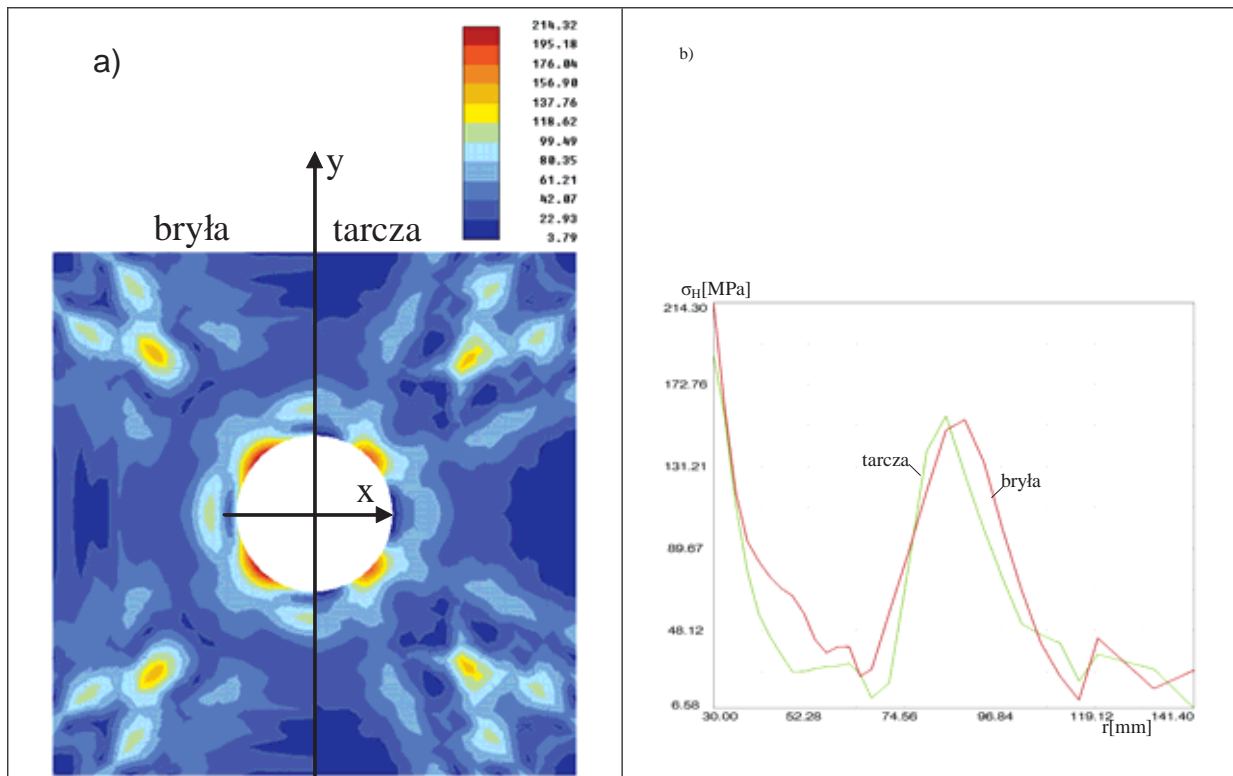 a)
214.32
195.18
176.04
156.90
137.76
118.62
99.49
80.35
61.21
42.07
22.93
3.79
y
bryła
tarcza
x
b)
σH[MPa]
214.30
172.76
131.21
89.67
48.12
6.58
tarcza
bryła
30.00 52.28 74.56 96.84 119.12 141.40
r[mm]